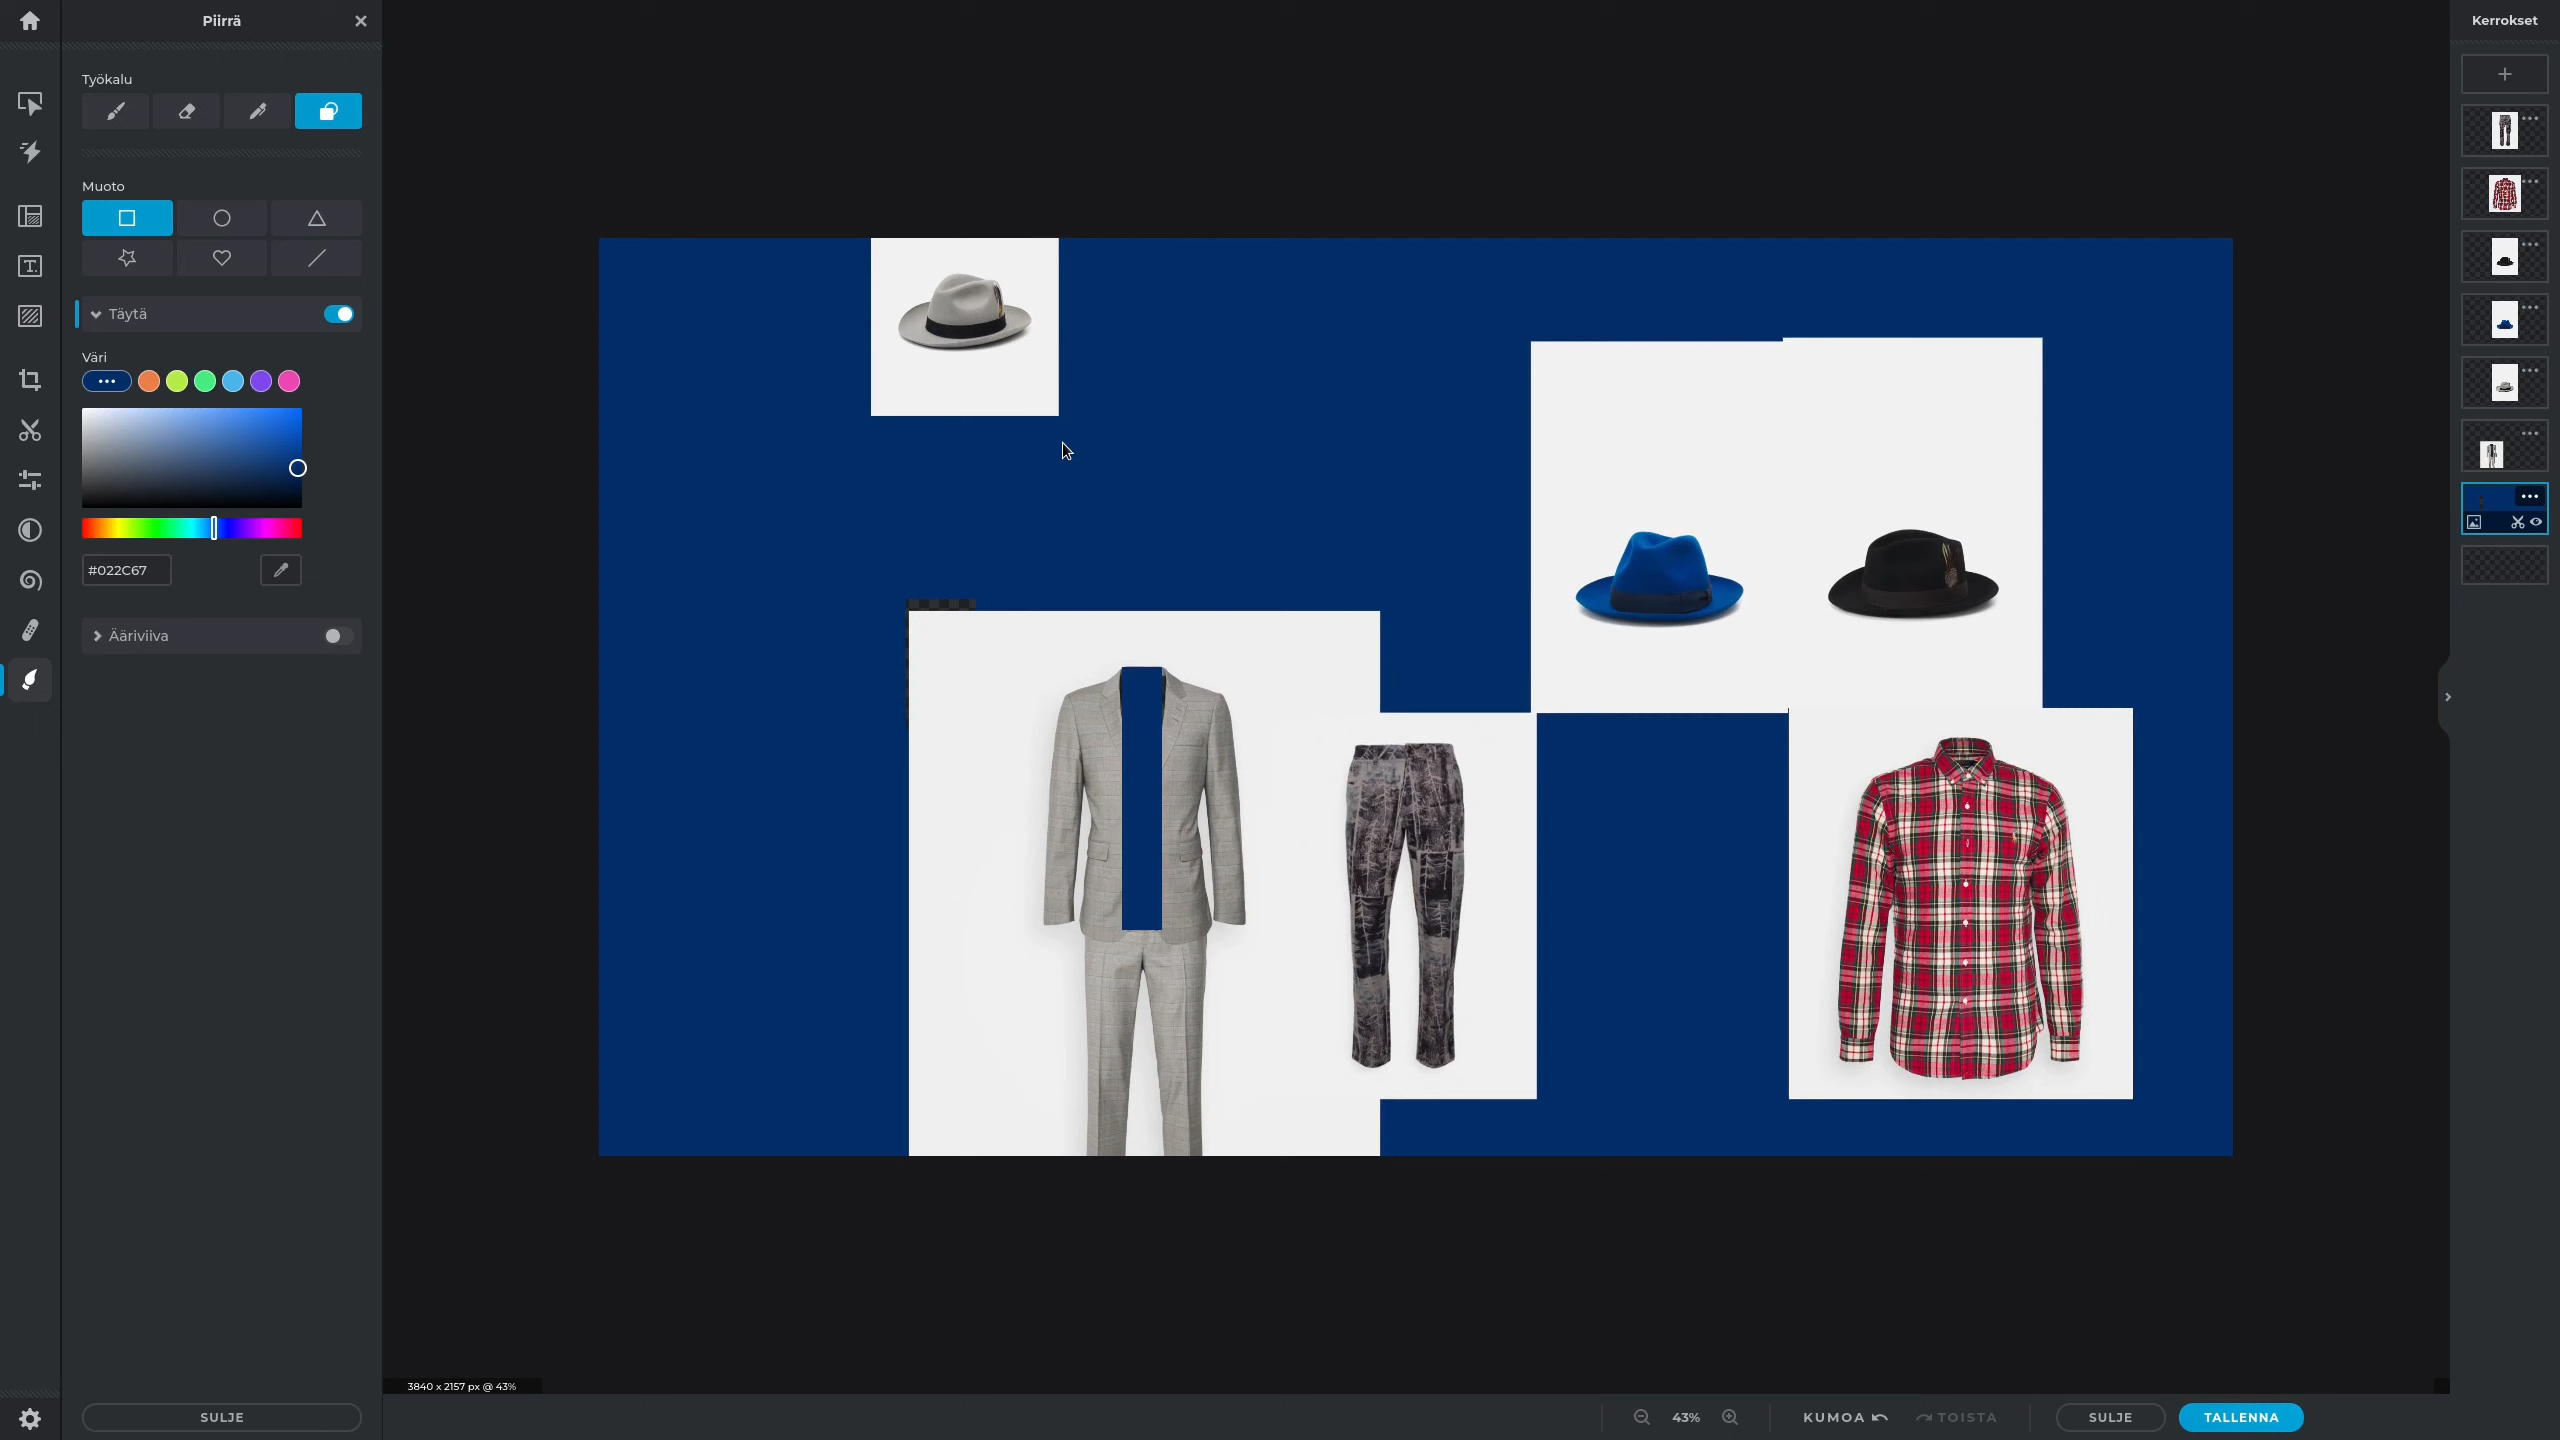 Piirrä
Kerrokset
Työkalu
Muoto
Täytä
Väri
#022C67
Ääriviiva
3840 x 2157 px @ 43%
SULJE
43%
KUMOA
TOISTA
SULJE
TALLENNA